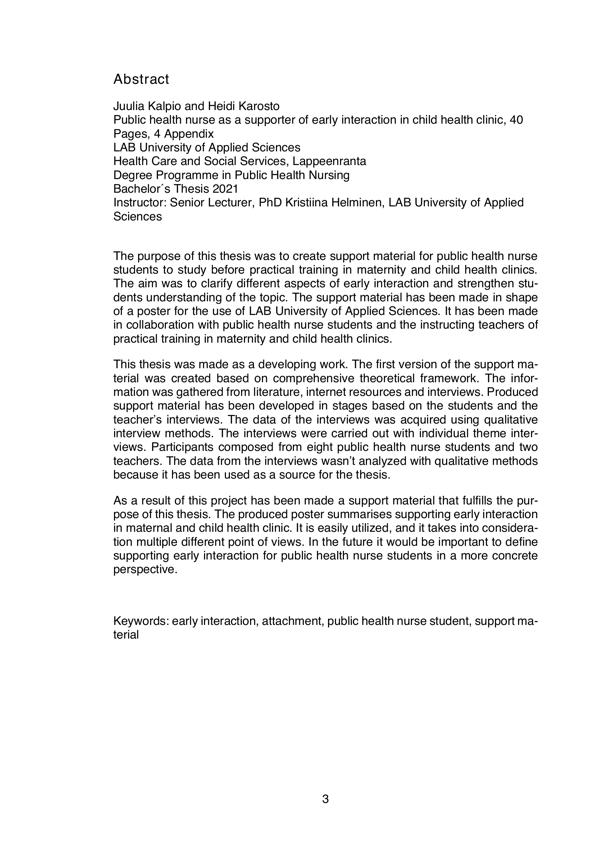 Abstract
Juulia Kalpio and Heidi Karosto
Public health nurse as a supporter of early interaction in child health clinic, 40
Pages, 4 Appendix
LAB University of Applied Sciences
Health Care and Social Services, Lappeenranta
Degree Programme in Public Health Nursing
Bachelor´s Thesis 2021
Instructor: Senior Lecturer, PhD Kristiina Helminen, LAB University of Applied
Sciences
The purpose of this thesis was to create support material for public health nurse
students to study before practical training in maternity and child health clinics.
The aim was to clarify different aspects of early interaction and strengthen stu-
dents understanding of the topic. The support material has been made in shape
of a poster for the use of LAB University of Applied Sciences. It has been made
in collaboration with public health nurse students and the instructing teachers of
practical training in maternity and child health clinics.
This thesis was made as a developing work. The first version of the support ma-
terial was created based on comprehensive theoretical framework. The infor-
mation was gathered from literature, internet resources and interviews. Produced
support material has been developed in stages based on the students and the
teacher’s interviews. The data of the interviews was acquired using qualitative
interview methods. The interviews were carried out with individual theme inter-
views. Participants composed from eight public health nurse students and two
teachers. The data from the interviews wasn’t analyzed with qualitative methods
because it has been used as a source for the thesis.
As a result of this project has been made a support material that fulfills the pur-
pose of this thesis. The produced poster summarises supporting early interaction
in maternal and child health clinic. It is easily utilized, and it takes into considera-
tion multiple different point of views. In the future it would be important to define
supporting early interaction for public health nurse students in a more concrete
perspective.
Keywords: early interaction, attachment, public health nurse student, support ma-
terial
3